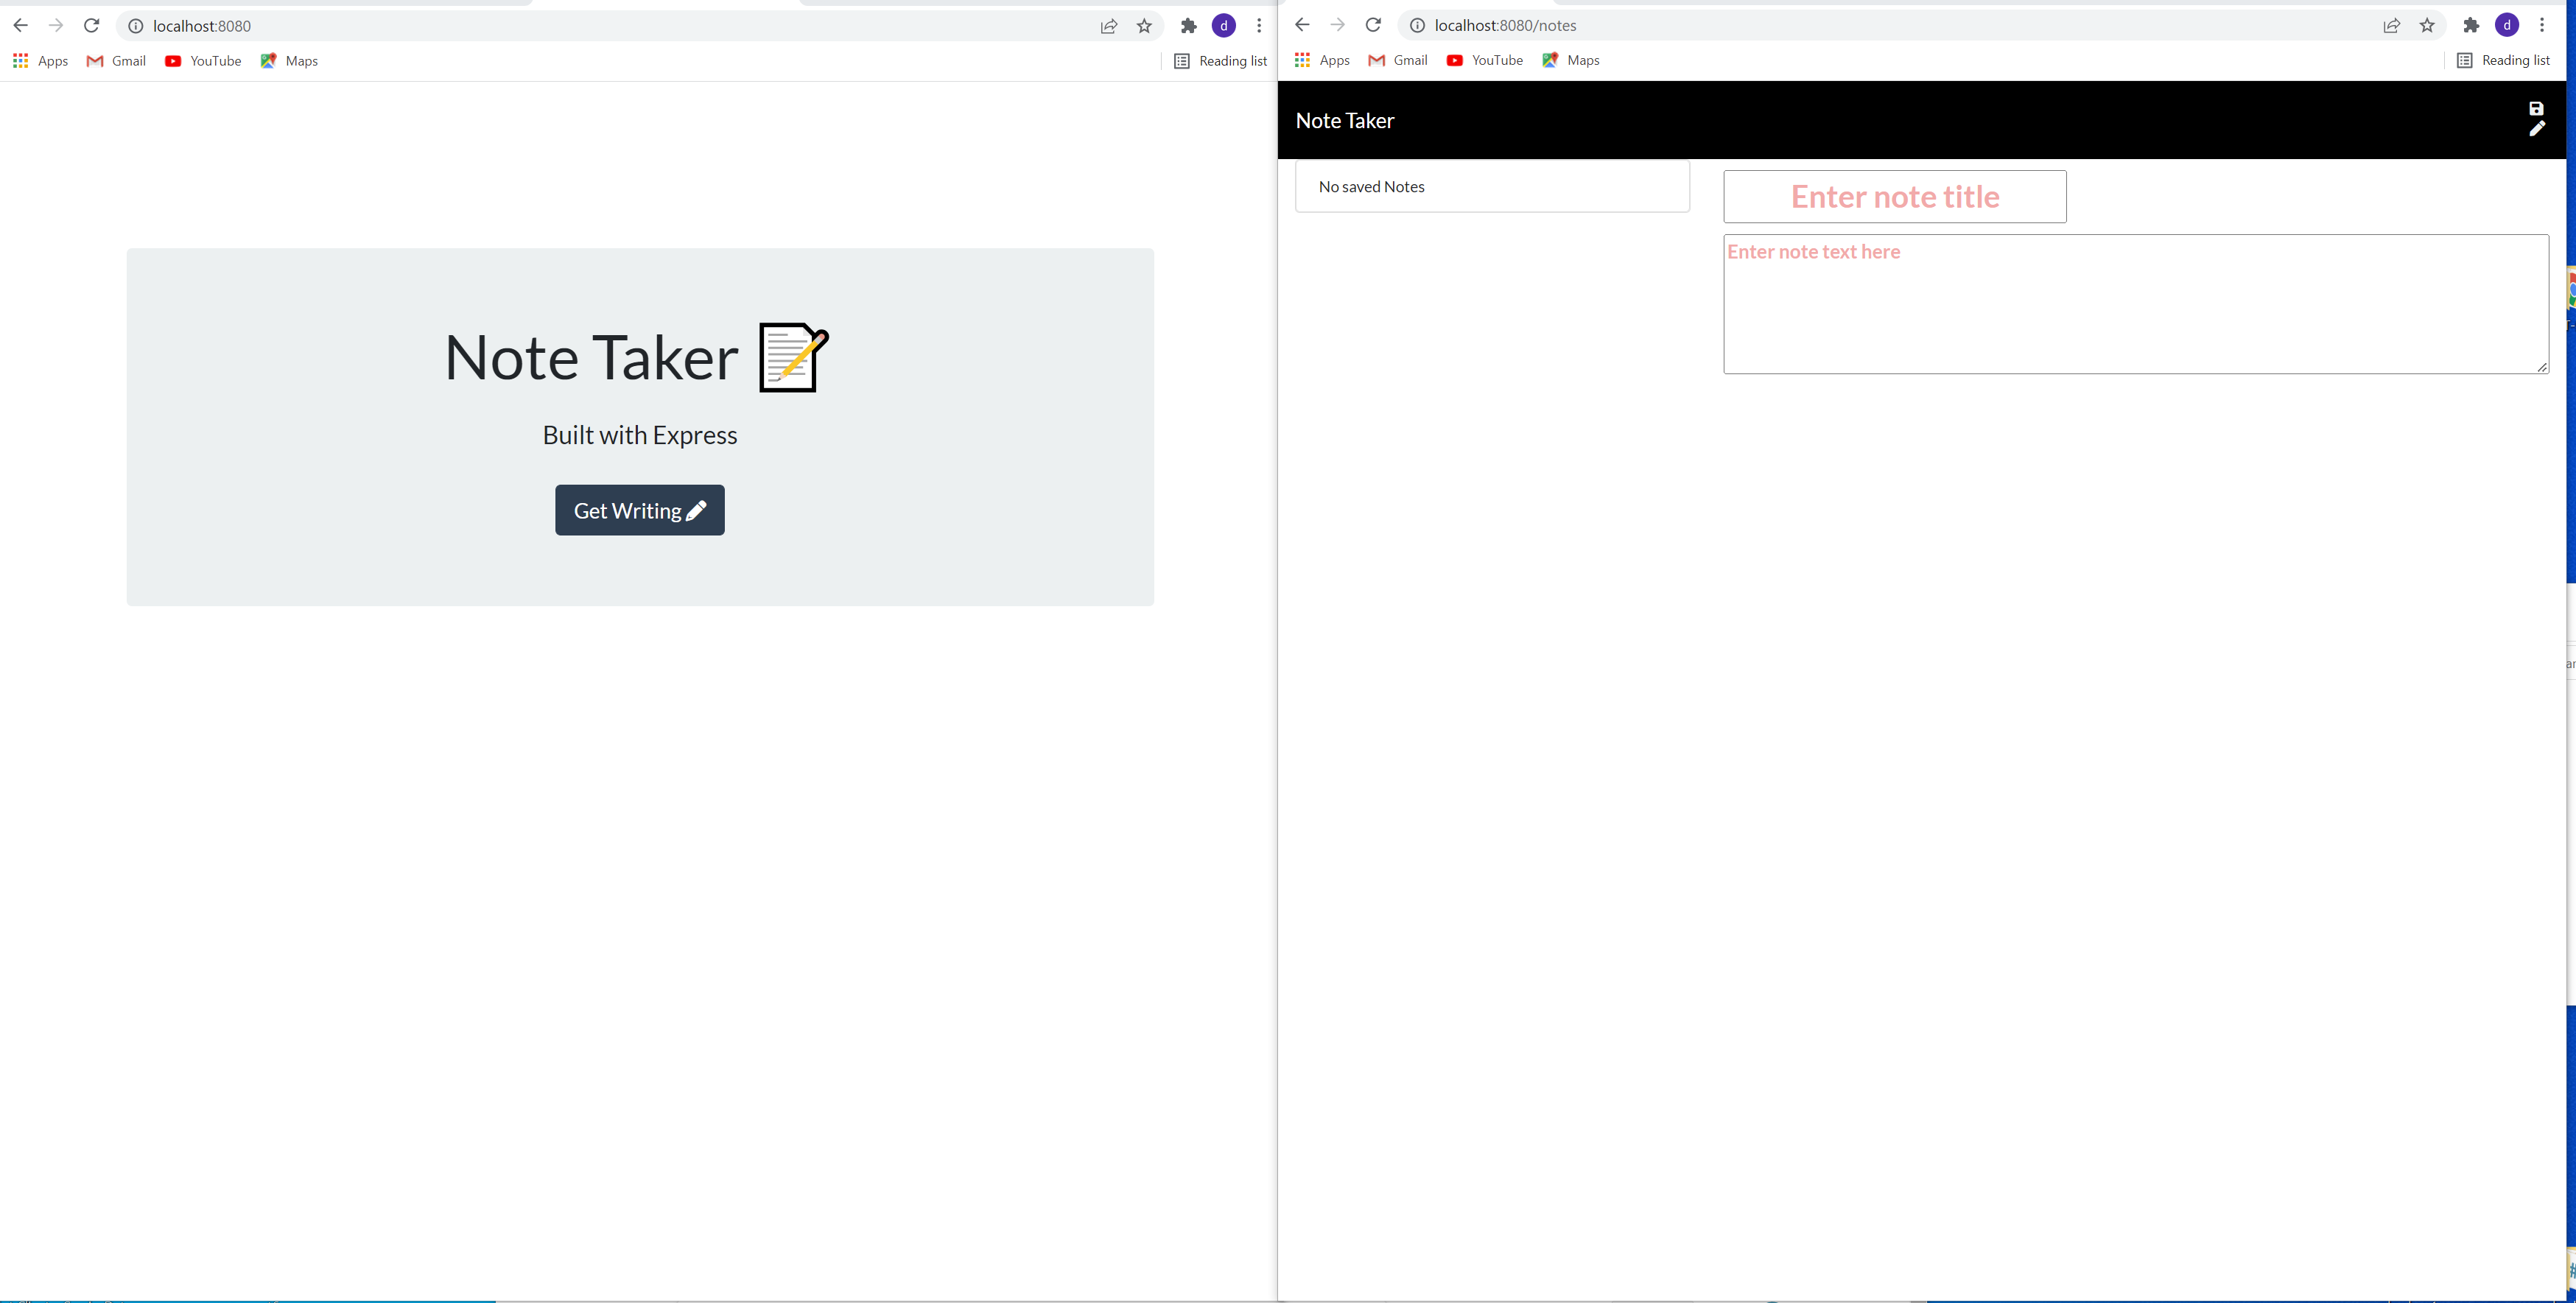 localhost:8080
d
Apps
Gmail
YouTube
Maps
Reading list
Note Taker
Built with Express
Get Writing
localhost:8080/notes
d
Apps
Gmail
YouTube
Maps
Reading list
Note Taker
No saved Notes
Enter note title
Enter note text here